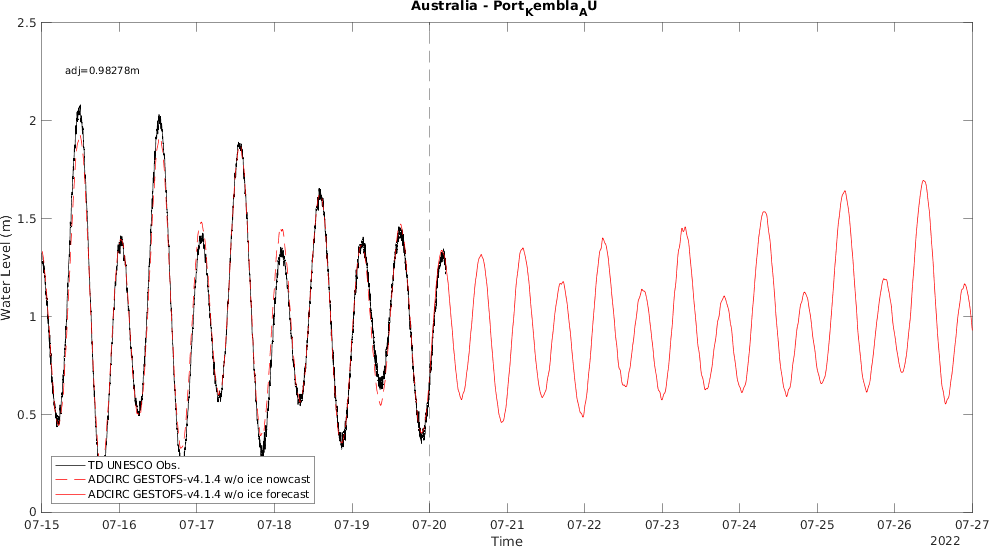 Australia - PortKemblaAU
2.5
adj=0.98278m
2
1.5
1
0.5
0
Water Level (m)
TD UNESCO Obs.
ADCIRC GESTOFS-v4.1.4 w/o ice nowcast
ADCIRC GESTOFS-v4.1.4 w/o ice forecast
07-15 07-16 07-17 07-18 07-19 07-20 07-21 07-22 07-23 07-24 07-25 07-26 07-27
Time
2022